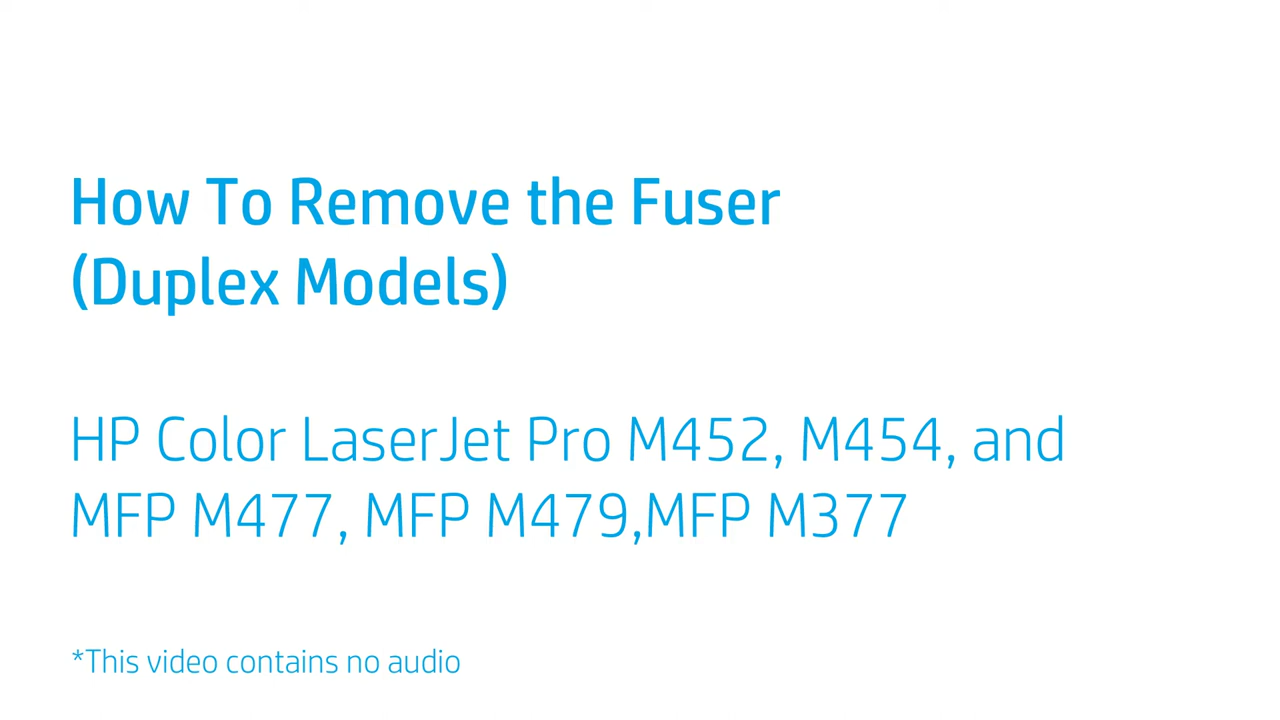 How To Remove the Fuser
(Duplex Models)
HP Color LaserJet Pro M452, M454, and
MFP M477, MFP M479,MFP M377
*This video contains no audio